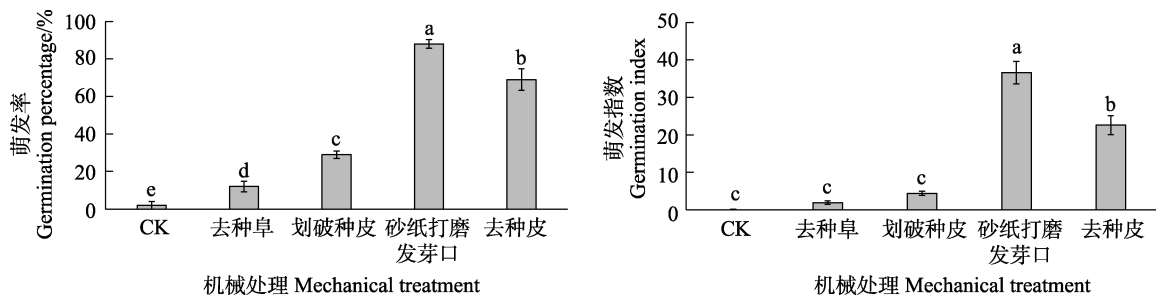 萌发率
Germination percentage/%
100
80
60
40
20
0
e
d
c
a
b
CK
去种阜
划破种皮
砂纸打磨
发芽口
去种皮
机械处理 Mechanical treatment
萌发指数
Germination index
50
40
30
20
10
0
c
c
c
a
b
CK
去种阜
划破种皮
砂纸打磨
发芽口
去种皮
机械处理 Mechanical treatment